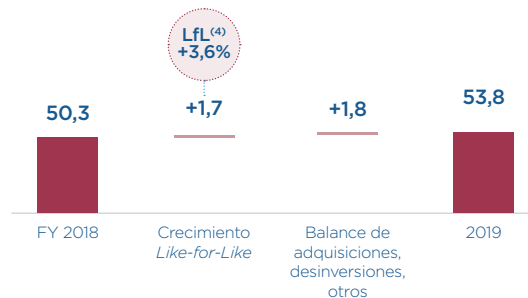 LfL(4)
+3,6%
50,3
+1,7
+1,8
53,8
FY 2018
Crecimiento
Like-for-Like
Balance de
adquisiciones,
desinversiones,
otros
2019